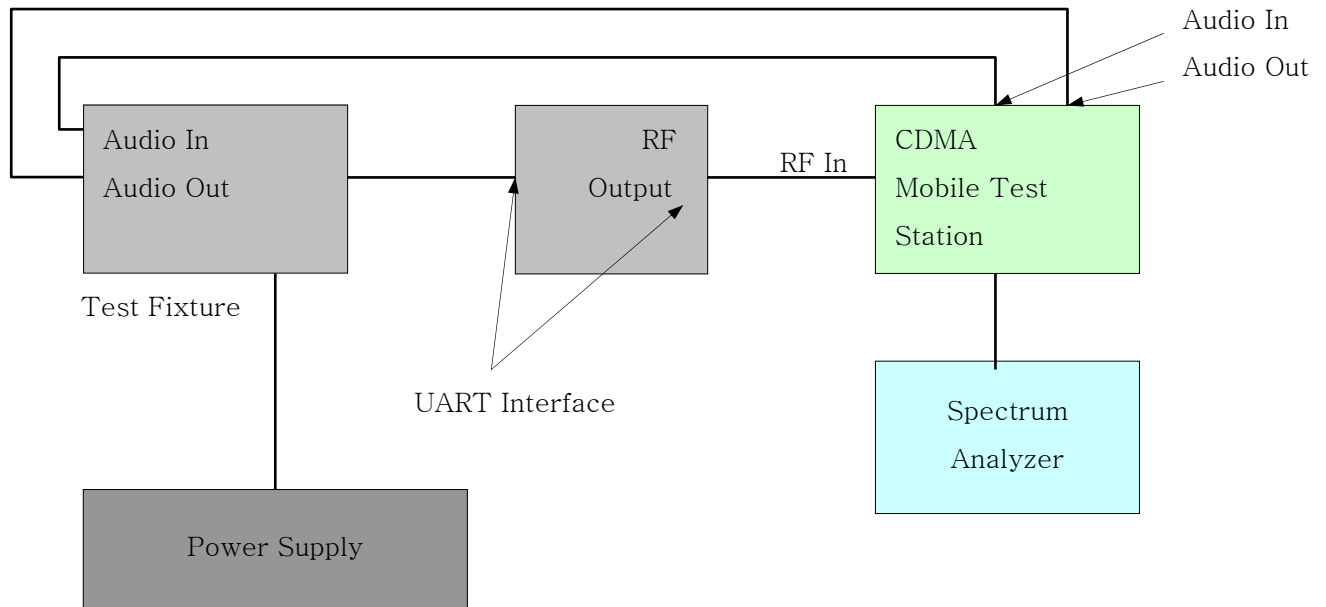 Audio In
Audio Out
Audio In
Audio Out
RF
Output
RF In
CDMA
Mobile Test
Station
Test Fixture
UART Interface
Spectrum
Analyzer
Power Supply